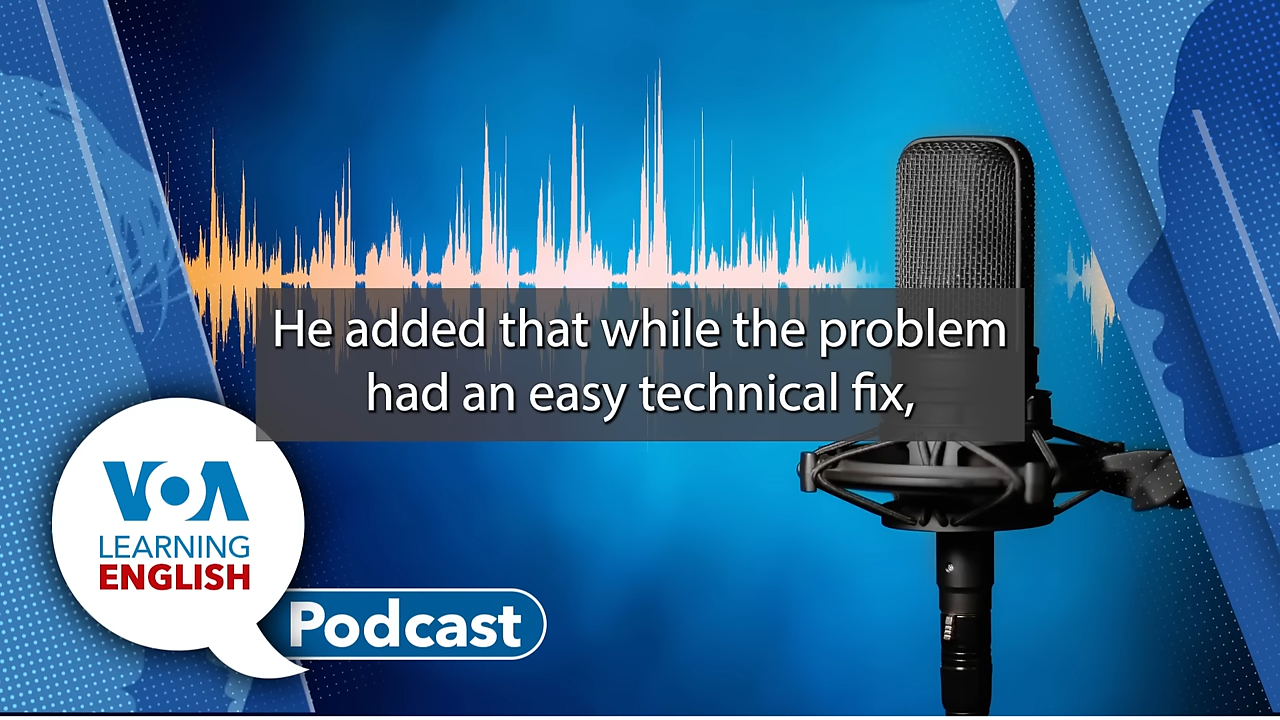 He added that while the problem
had an easy technical fix,
VOA
LEARNING
ENGLISH
Podcast